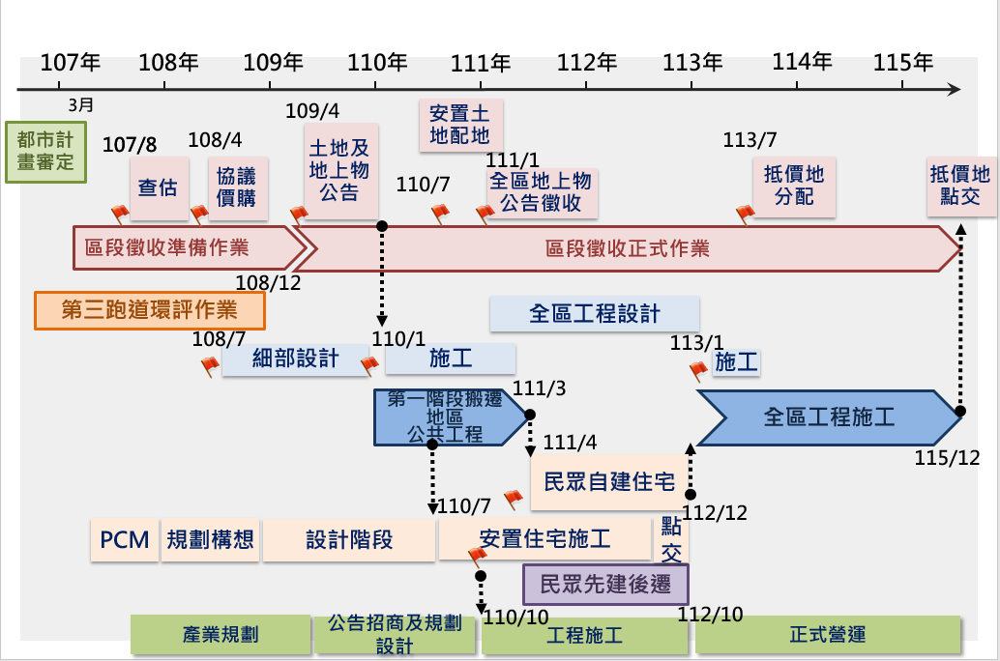 107年 108年 109年 110年 111年 112年 113年 114年 115年
3月
都市計
畫審定
107/8
查估
108/4
協議
價購
109/4
土地及
地上物
公告
110/7
安置土
地配地
111/1
全區地上物
公告徵收
113/7
抵價地
分配
抵價地
點交
區段徵收準備作業
區段徵收正式作業
108/12
第三跑道環評作業
全區工程設計
108/7
細部設計
110/1
施工
113/1
施工
第一階段搬遷
地區
公共工程
111/3
全區工程施工
115/12
111/4
民眾自建住宅
112/12
110/7
PCM
規劃構想
設計階段
安置住宅施工
點
交
民眾先建後遷
110/10
112/10
產業規劃
公告招商及規劃
設計
工程施工
正式營運